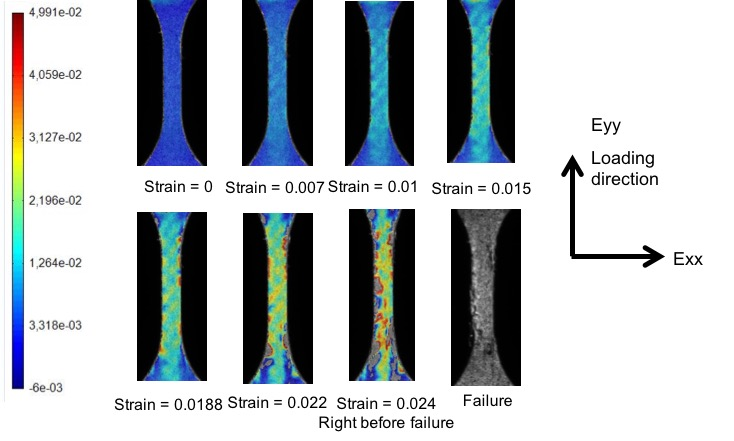 4,991e-02
4,059e-02
3,127e-02
2,196e-02
1,264e-02
3,318e-03
-6e-03
Strain = 0
Strain = 0.007
Strain = 0.01
Strain = 0.015
Strain = 0.0188
Strain = 0.022
Strain = 0.024
Right before failure
Failure
Eyy
Loading
direction
Exx